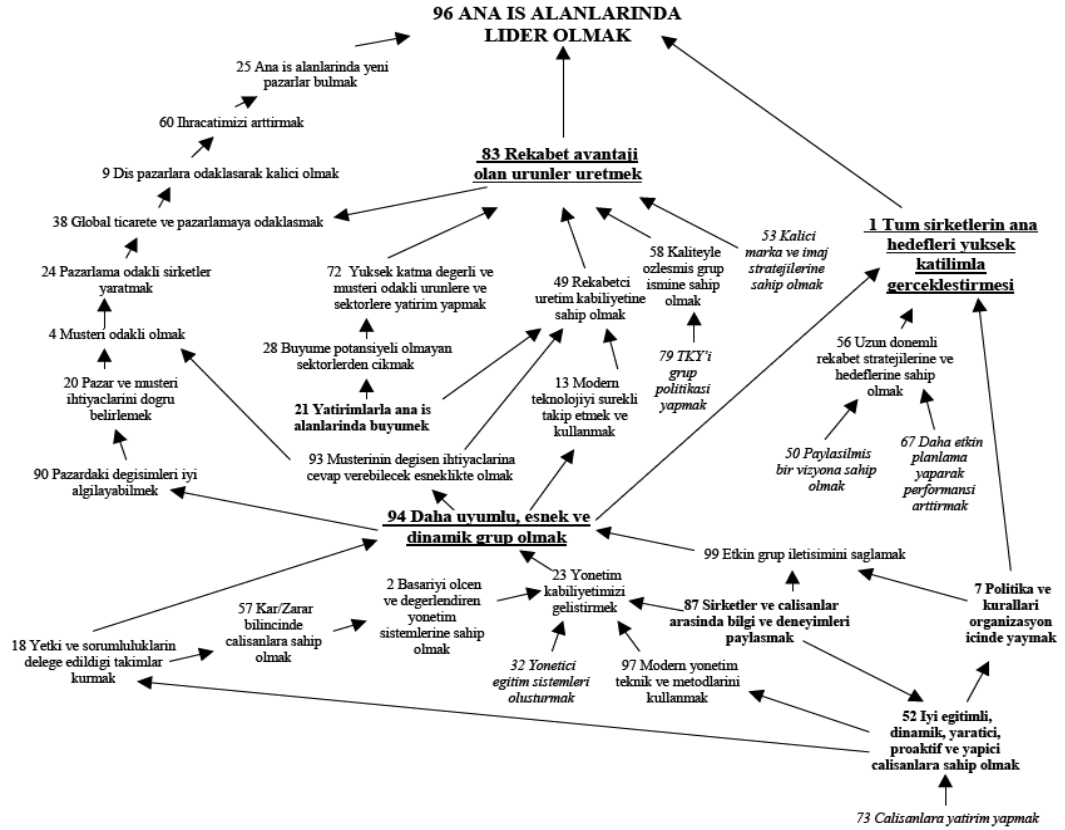 96 ANA IS ALANLARINDA
LIDER OLMAK
25 Ana is alanlarinda yeni
pazarlar bulmak
60 Ihracatimizi arttirmak
9 Dis pazarlara odaklasarak kalici olmak
38 Global ticarete ve pazarlamaya odaklasmak
24 Pazarlama odakli sirketler
yaratmak
4 Musteri odakli olmak
20 Pazar ve musteri
ihtiyaclarini dogru
belirlemek
90 Pazardaki degisimleri iyi
algilayabilmek
83 Rekabet avantaji
olan urunler uretmek
72 Yuksek katma degerli ve
musteri odakli urunlere ve
sektorlere yatirim yapmak
28 Buyume potansiyeli olmayan
sektorlerden cikmak
21 Yatirimlarla ana is
alanlarinda buyumek
49 Rekabetci
uretim kabiliyetine
sahip olmak
58 Kaliteyle
ozlesmis grup
ismine sahip
olmak
53 Kalici
marka ve imaj
stratejilerine
sahip olmak
79 TKY'i
grup
politikasi
yapmak
13 Modern
teknolojiyi surekli
takip etmek ve
kullanmak
93 Musterinin degisen ihtiyaclarina
cevap verebilecek esneklikte olmak
1 Tum sirketlerin ana
hedefleri yuksek
katilimla
gerceklestirmesi
56 Uzun donemli
rekabet stratejilerine ve
hedeflerine sahip
olmak
50 Paylasilmis
bir vizyona sahip
olmak
67 Daha etkin
planlama
yaparak
performansi
arttirmak
94 Daha uyumlu, esnek ve
dinamik grup olmak
99 Etkin grup iletisimini saglamak
18 Yetki ve sorumluluklarin
delege edildigi takimlar
kurmak
57 Kar/Zarar
bilincinde
calisanlara sahip
olmak
2 Basariyi olcen
ve degerlendiren
yonetim
sistemlerine sahip
olmak
23 Yonetim
kabiliyetimizi
gelistirmek
87 Sirketler ve calisanlar
arasinda bilgi ve deneyimleri
paylasmak
7 Politika ve
kurallari
organizasyon
icinde yaymak
32 Yonetici
egitim sistemleri
olusturmak
97 Modern yonetim
teknik ve metodlarini
kullanmak
52 Iyi egitimli,
dinamik, yaratici,
proaktif ve yapici
calisanlara sahip olmak
73 Calisanlara yatirim yapmak